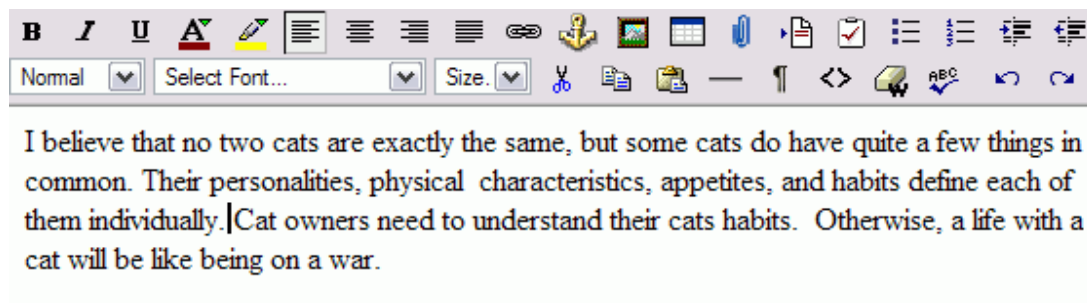 B I U A
Normal Select Font... Size. ¶ <> ABC
I believe that no two cats are exactly the same, but some cats do have quite a few things in
common. Their personalities, physical  characteristics, appetites, and habits define each of
them individually. Cat owners need to understand their cats habits.  Otherwise, a life with a
cat will be like being on a war.